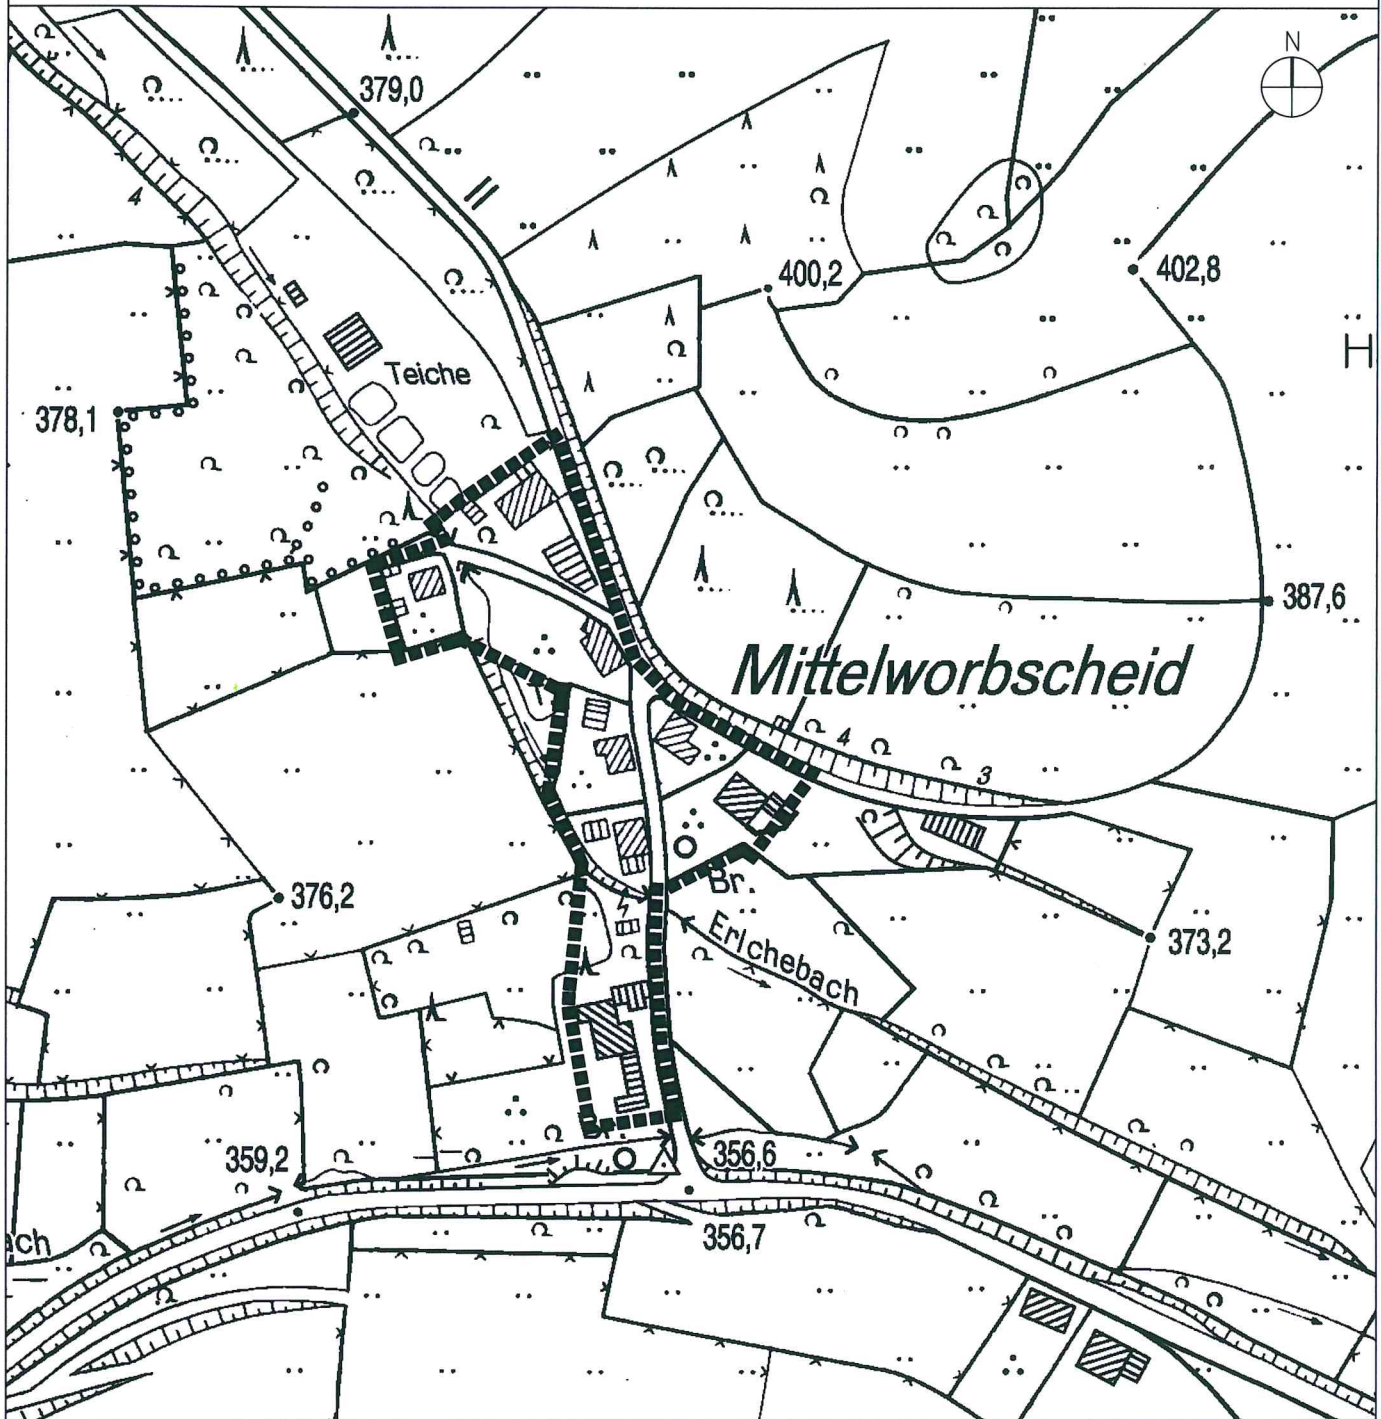 N
379,0
4
400,2
402,8
H
Teiche
378,1
387,6
Mittelworbscheid
4
3
Br.
376,2
Erlchebach
373,2
359,2
356,6
356,7
ach